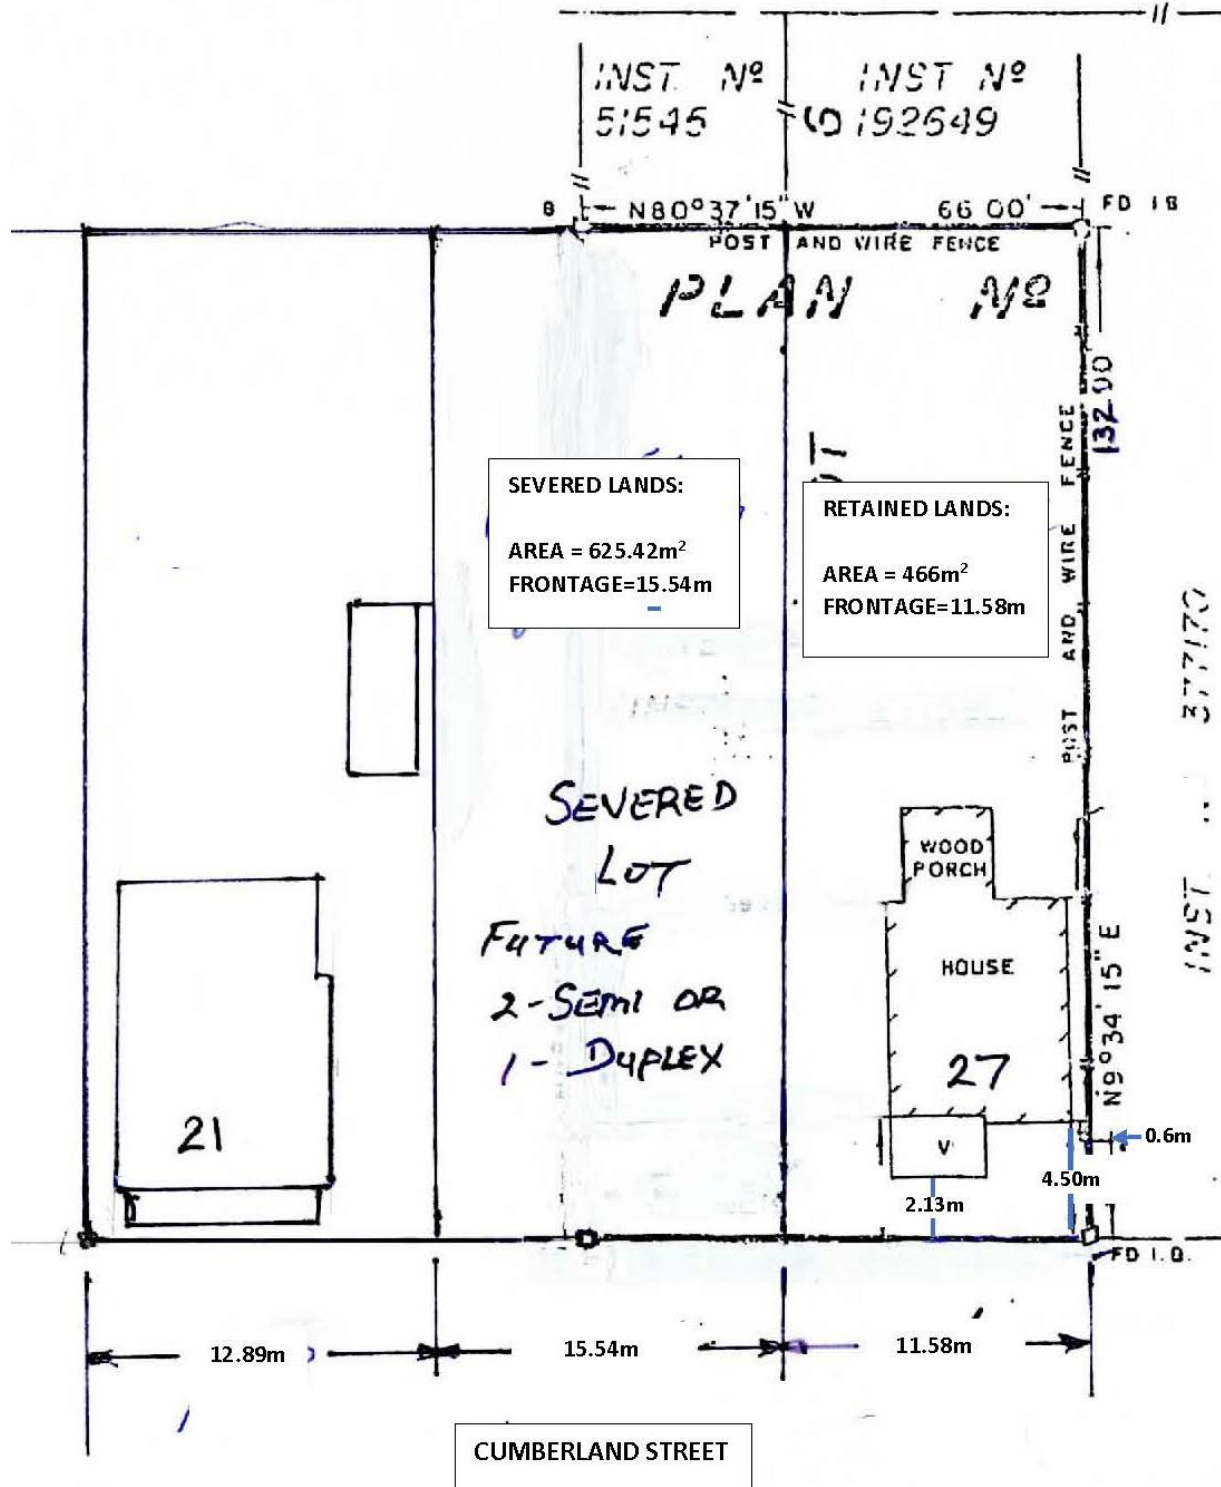 INST. Nº
51545
INST Nº
192649
B
N80°37'15" W
66 00'
FD IB
POST AND WIRE FENCE
PLAN Nº
132 00
POST AND WIRE FENCE
SEVERED LANDS:
AREA = 625.42m²
FRONTAGE=15.54m
RETAINED LANDS:
AREA = 466m²
FRONTAGE=11.58m
SEVERED
LOT
FUTURE
2-SEMI OR
1- DUPLEX
WOOD
PORCH
HOUSE
27
V
21
N9°34'15" E
INST
0.6m
4.50m
2.13m
FD I.B.
12.89m
15.54m
11.58m
CUMBERLAND STREET